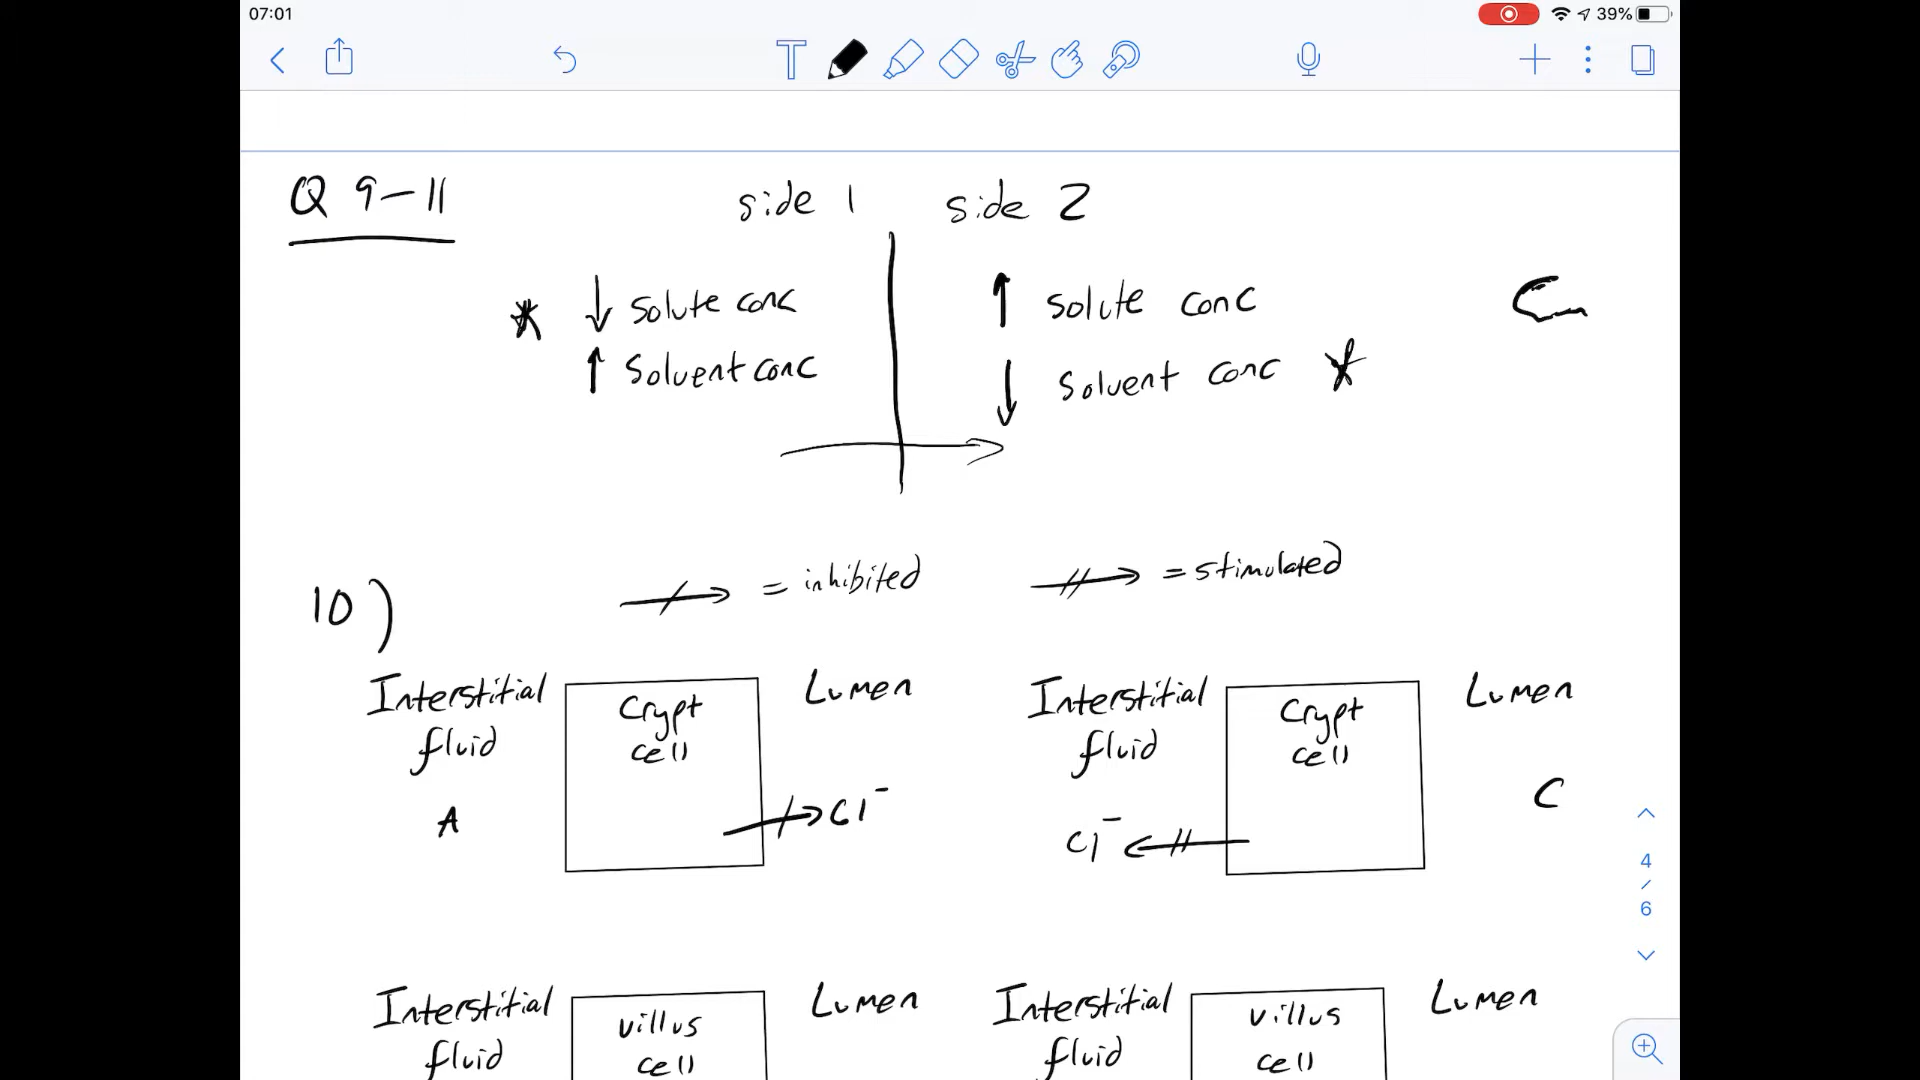 07:01
39%
Q 9-11
side 1
side 2
↓ solute conc
↑ solvent conc
↑ solute conc
↓ solvent conc
10)
= inhibited
= stimulated
Interstitial
fluid
Crypt
cell
Lumen
A
Cl⁻
Interstitial
fluid
Crypt
cell
Lumen
C
Cl⁻
4
/
6
Interstitial
fluid
villus
cell
Lumen
Interstitial
fluid
villus
cell
Lumen